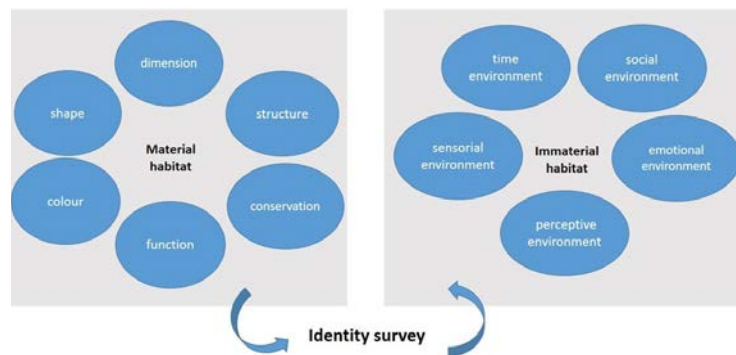 dimension
shape
structure
Material
habitat
colour
conservation
function
time
environment
social
environment
sensorial
environment
Immaterial
habitat
emotional
environment
perceptive
environment
Identity survey